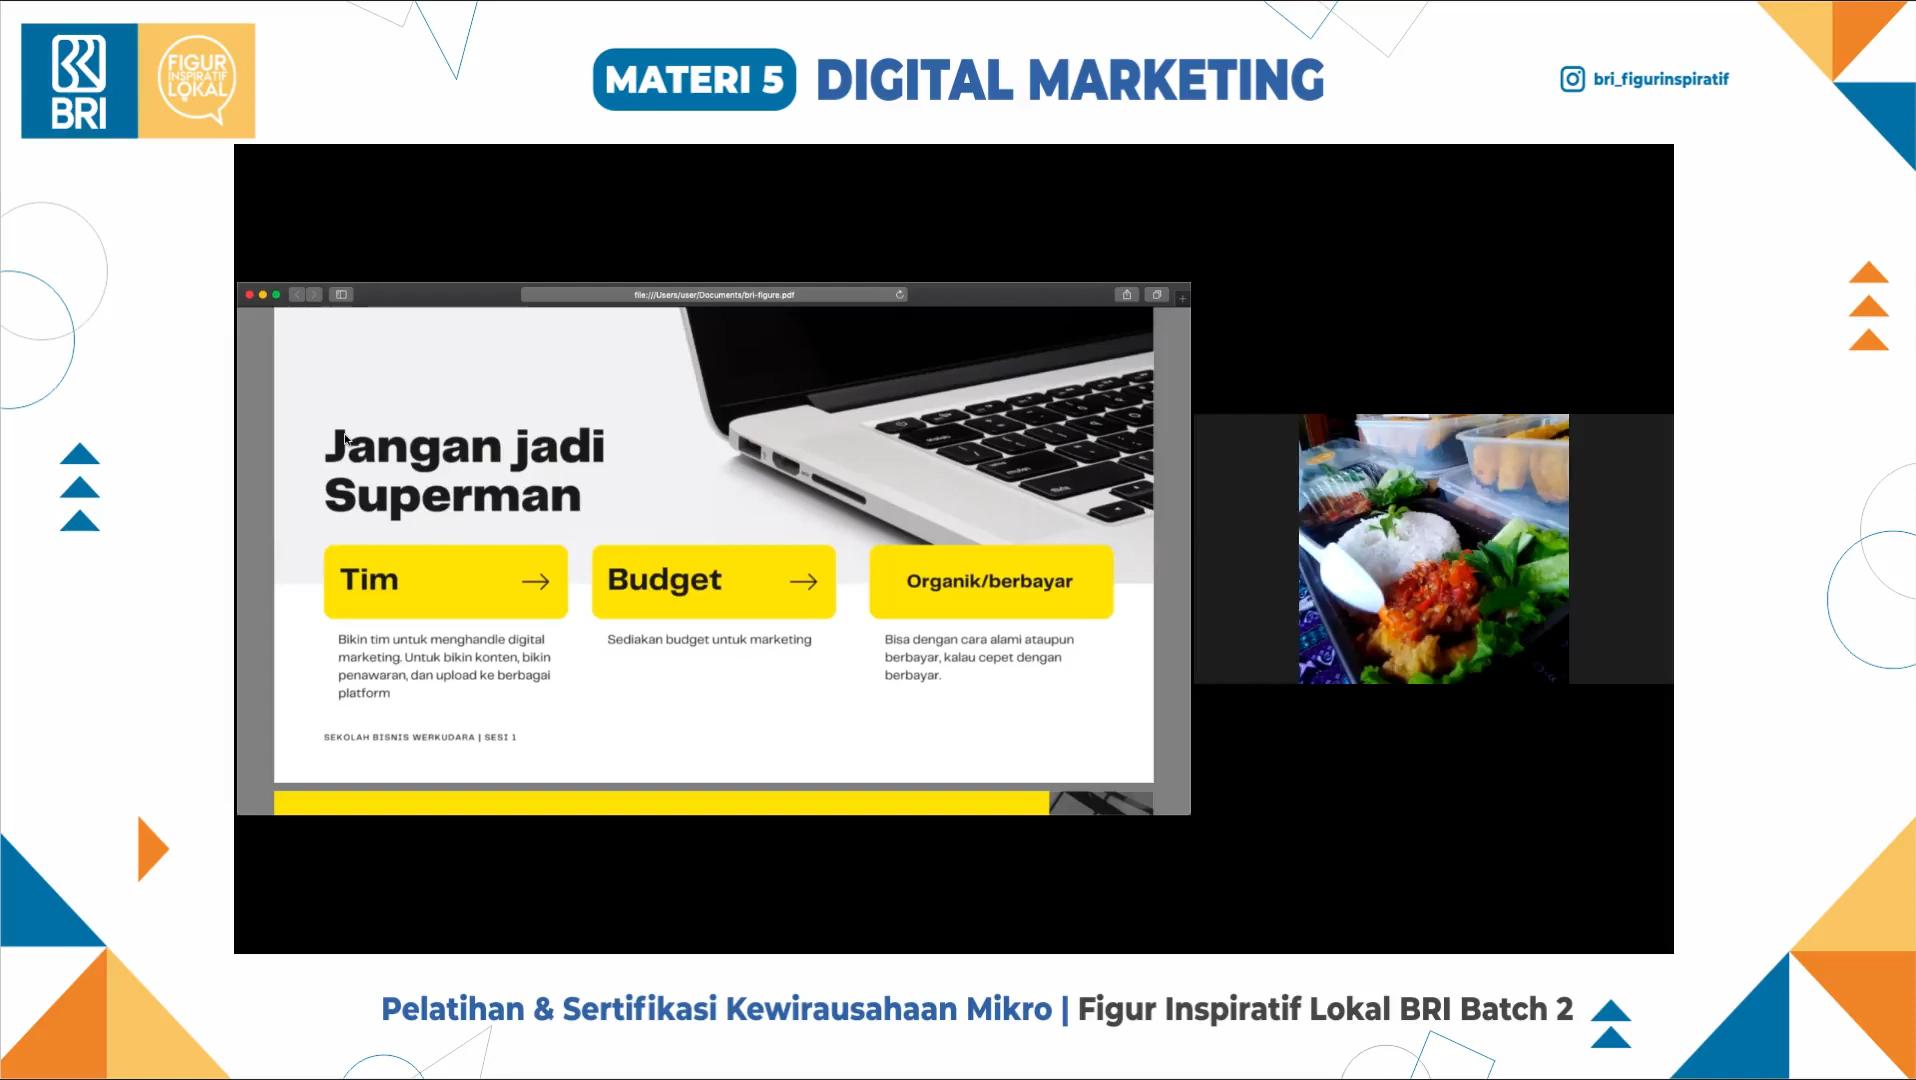 BRI
FIGUR
INSPIRATIF
LOKAL
MATERI 5 DIGITAL MARKETING
bri_figurinspiratif
file:///Users/user/Documents/bri-figure.pdf
Jangan jadi
Superman
Tim
Bikin tim untuk menghandle digital
marketing. Untuk bikin konten, bikin
penawaran, dan upload ke berbagai
platform
Budget
Sediakan budget untuk marketing
Organik/berbayar
Bisa dengan cara alami ataupun
berbayar, kalau cepet dengan
berbayar.
SEKOLAH BISNIS WERKUDARA | SESI 1
Pelatihan & Sertifikasi Kewirausahaan Mikro | Figur Inspiratif Lokal BRI Batch 2